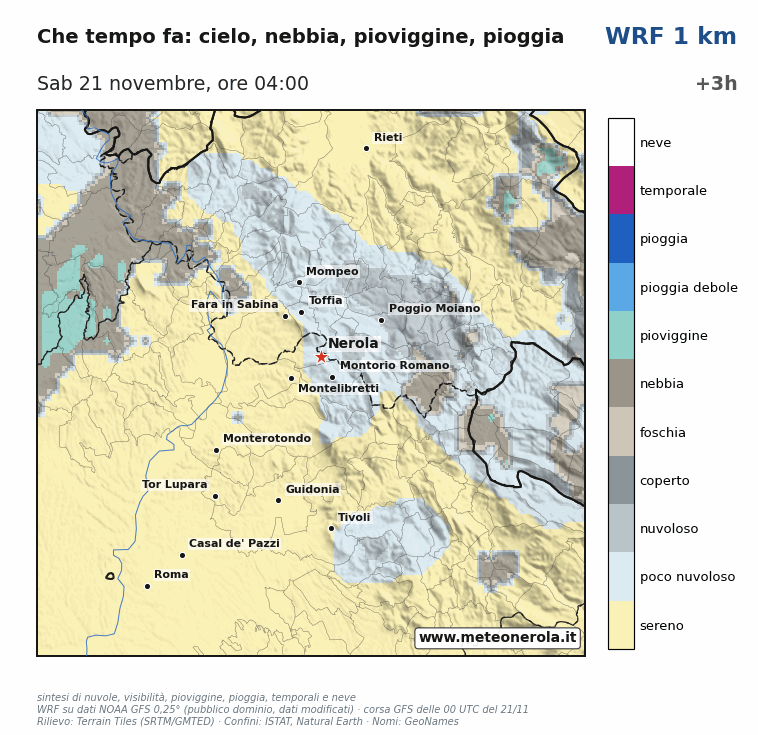 Che tempo fa: cielo, nebbia, pioviggine, pioggia
WRF 1 km
Sab 21 novembre, ore 04:00
+3h
Rieti
Mompeo
Toffia
Fara in Sabina
Poggio Moiano
Nerola
Montorio Romano
Montelibretti
Monterotondo
Tor Lupara
Guidonia
Tivoli
Casal de' Pazzi
Roma
www.meteonerola.it
neve
temporale
pioggia
pioggia debole
pioviggine
nebbia
foschia
coperto
nuvoloso
poco nuvoloso
sereno
sintesi di nuvole, visibilità, pioviggine, pioggia, temporali e neve
WRF su dati NOAA GFS 0,25° (pubblico dominio, dati modificati) · corsa GFS delle 00 UTC del 21/11
Rilievo: Terrain Tiles (SRTM/GMTED) · Confini: ISTAT, Natural Earth · Nomi: GeoNames